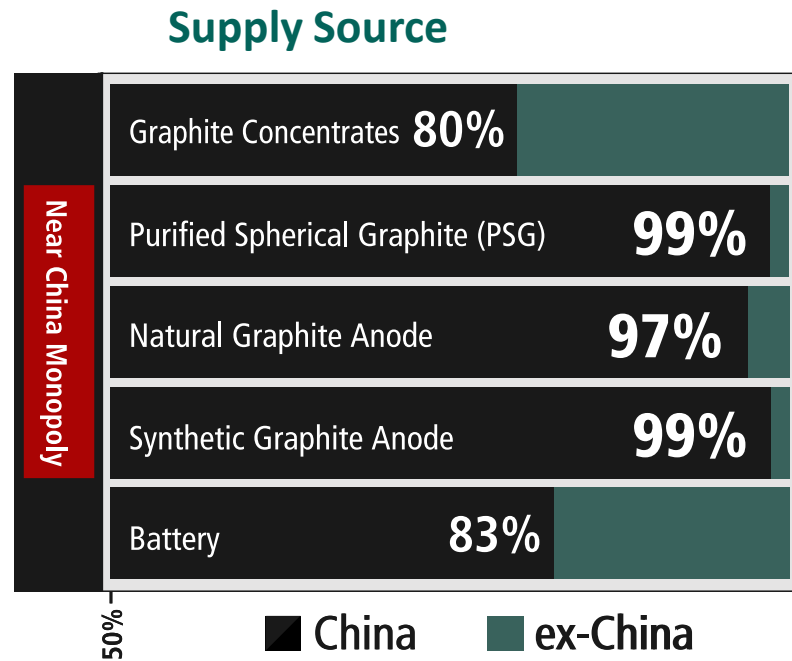 Supply Source
Near China Monopoly
Graphite Concentrates 80%
Purified Spherical Graphite (PSG) 99%
Natural Graphite Anode 97%
Synthetic Graphite Anode 99%
Battery 83%
50%
China ex-China